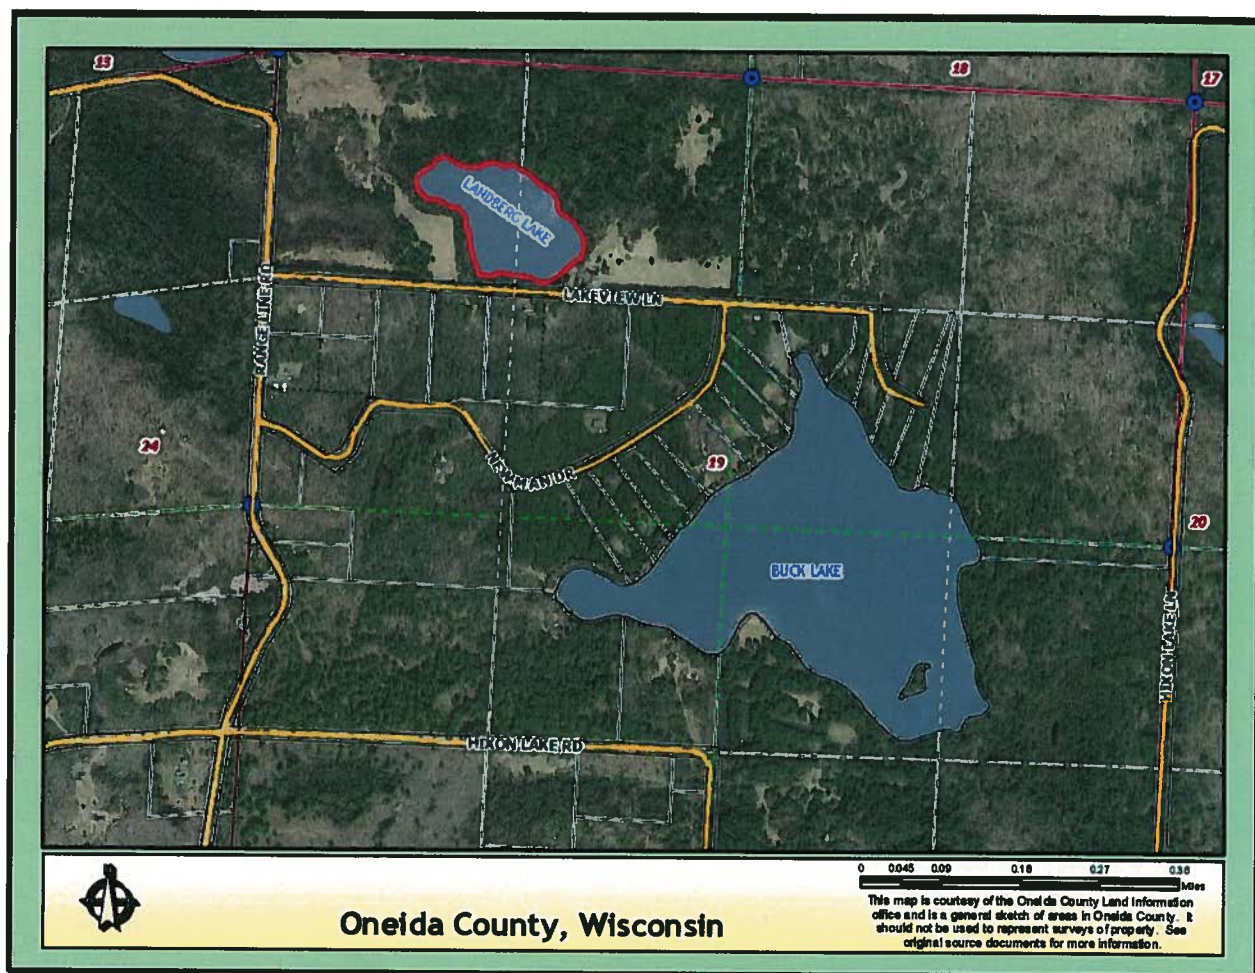 13
18
17
LANDBERG LAKE
RANGE LINE RD
LAKEVIEW LN
24
19
NEWMAN DR
20
BUCK LAKE
HIXON LAKE LN
HIXON LAKE RD
0 0.045 0.09 0.18 0.27 0.36
Miles
Oneida County, Wisconsin
This map is courtesy of the Oneida County Land Information
office and is a general sketch of areas in Oneida County. It
should not be used to represent surveys of property. See
original source documents for more information.